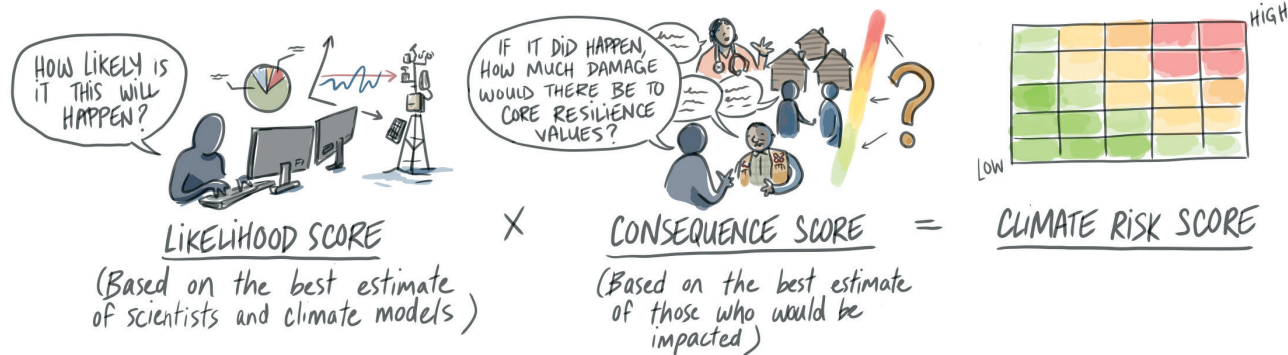 HOW LIKELY IS
IT THIS WILL
HAPPEN?
LIKELIHOOD SCORE
(Based on the best estimate
of scientists and climate models)
X
IF IT DID HAPPEN,
HOW MUCH DAMAGE
WOULD THERE BE TO
CORE RESILIENCE
VALUES?
?
CONSEQUENCE SCORE
(Based on the best estimate
of those who would be
impacted)
=
HIGH
LOW
CLIMATE RISK SCORE